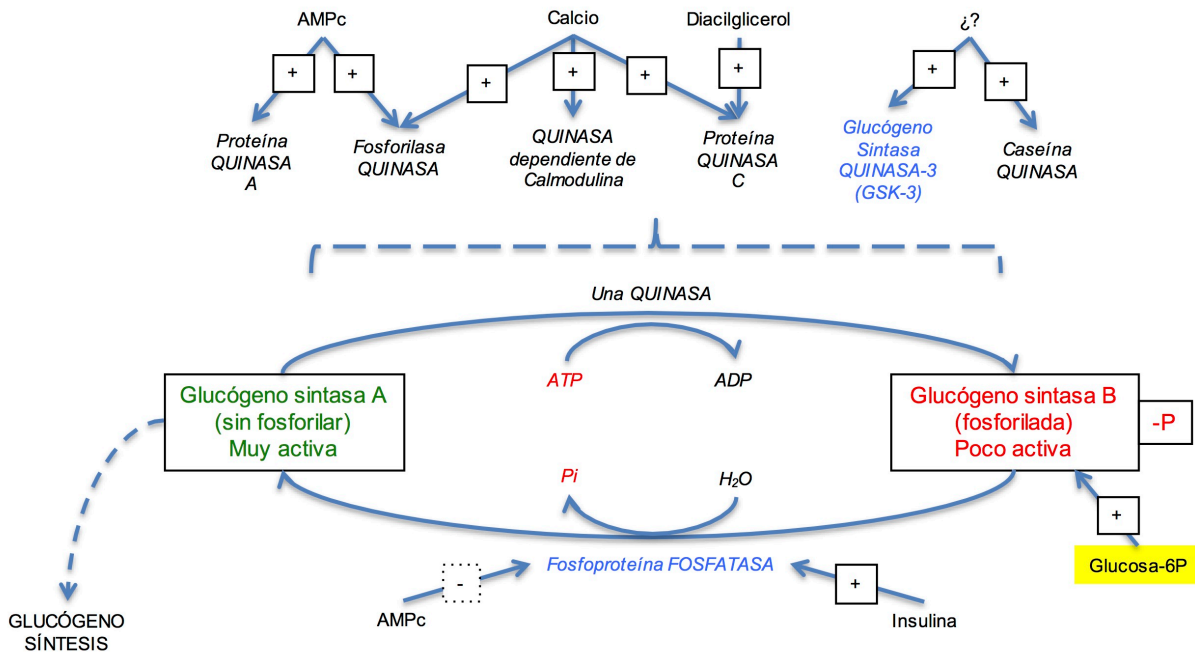 AMPc
Calcio
Diacilglicerol
¿?
+
+
+
+
+
+
+
+
Proteína
QUINASA
A
Fosforilasa
QUINASA
QUINASA
dependiente de
Calmodulina
Proteína
QUINASA
C
Glucógeno
Sintasa
QUINASA-3
(GSK-3)
Caseína
QUINASA
Una QUINASA
ATP
ADP
Glucógeno sintasa A
(sin fosforilar)
Muy activa
Glucógeno sintasa B
(fosforilada)
Poco activa
-P
Pi
H₂O
+
Glucosa-6P
Fosfoproteína FOSFATASA
-
+
AMPc
Insulina
GLUCÓGENO
SÍNTESIS